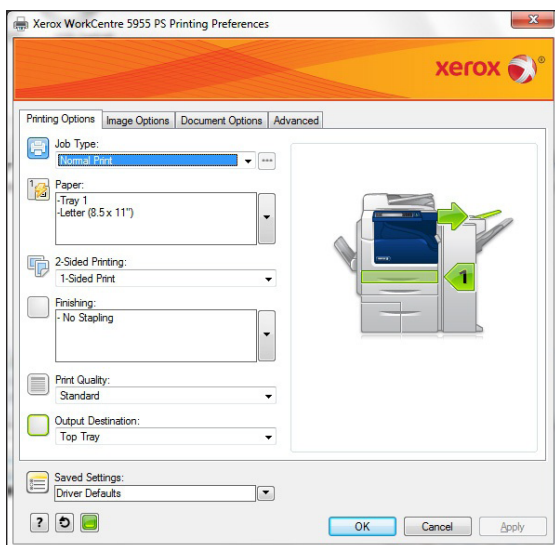 Xerox WorkCentre 5955 PS Printing Preferences
xerox
Printing Options Image Options Document Options Advanced
Job Type:
Normal Print
1
Paper:
-Tray 1
-Letter (8.5 x 11")
2-Sided Printing:
1-Sided Print
Finishing:
- No Stapling
1
Print Quality:
Standard
Output Destination:
Top Tray
Saved Settings:
Driver Defaults
?
OK Cancel Apply